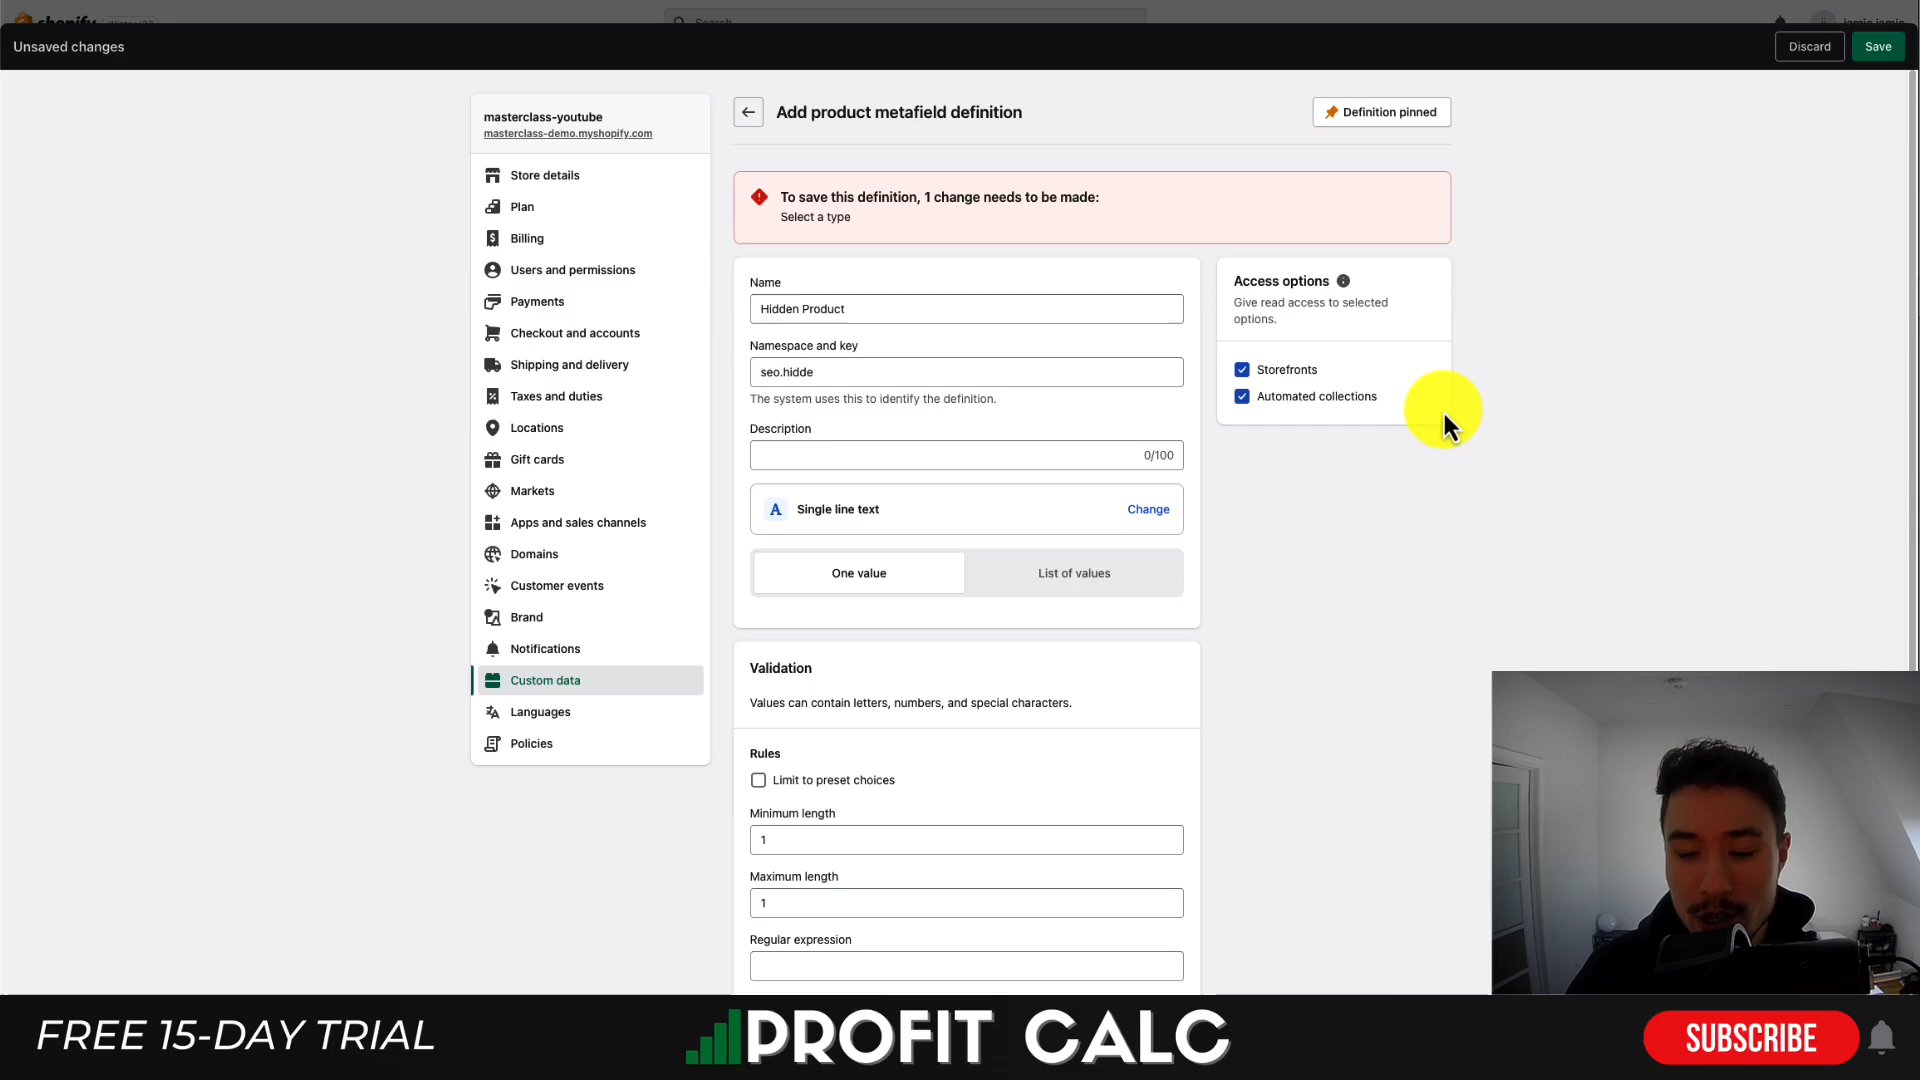 shopify
Search
Unsaved changes
Discard
Save
masterclass-youtube
masterclass-demo.myshopify.com
Store details
Plan
Billing
Users and permissions
Payments
Checkout and accounts
Shipping and delivery
Taxes and duties
Locations
Gift cards
Markets
Apps and sales channels
Domains
Customer events
Brand
Notifications
Custom data
Languages
Policies
Add product metafield definition
Definition pinned
To save this definition, 1 change needs to be made:
Select a type
Name
Hidden Product
Namespace and key
seo.hidde
The system uses this to identify the definition.
Description
0/100
A Single line text
Change
One value
List of values
Validation
Values can contain letters, numbers, and special characters.
Rules
Limit to preset choices
Minimum length
1
Maximum length
1
Regular expression
Access options
Give read access to selected
options.
Storefronts
Automated collections
FREE 15-DAY TRIAL
PROFIT CALC
SUBSCRIBE